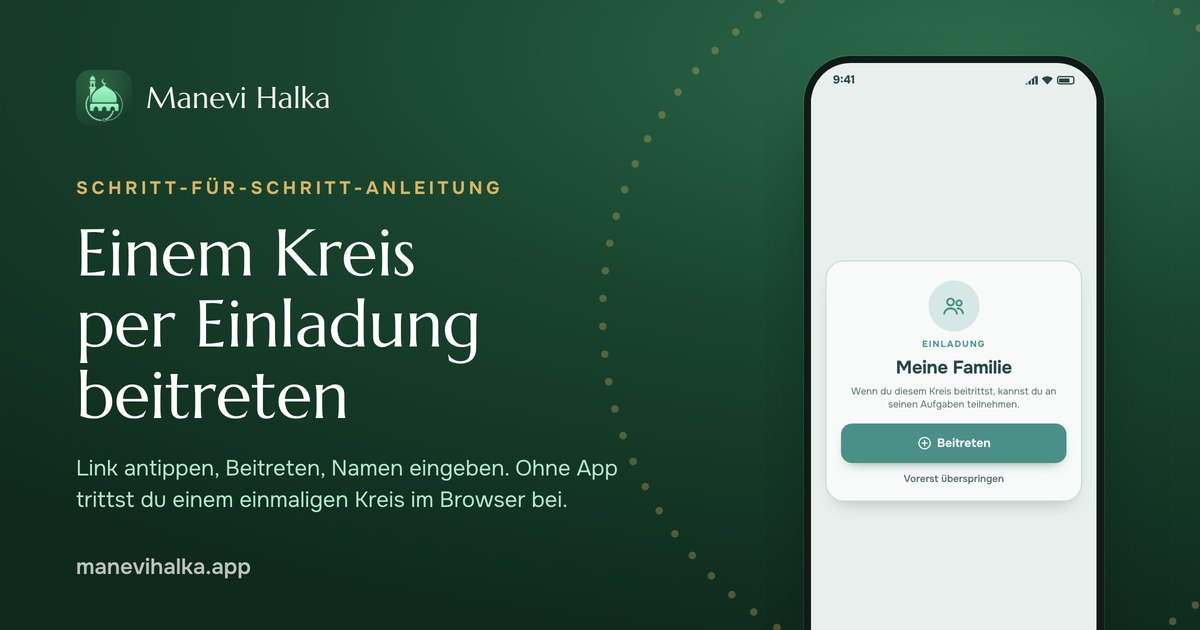 Manevi Halka
SCHRITT-FÜR-SCHRITT-ANLEITUNG
Einem Kreis
per Einladung
beitreten
Link antippen, Beitreten, Namen eingeben. Ohne App
trittst du einem einmaligen Kreis im Browser bei.
manevihalka.app
9:41
EINLADUNG
Meine Familie
Wenn du diesem Kreis beitrittst, kannst du an
seinen Aufgaben teilnehmen.
Beitreten
Vorerst überspringen